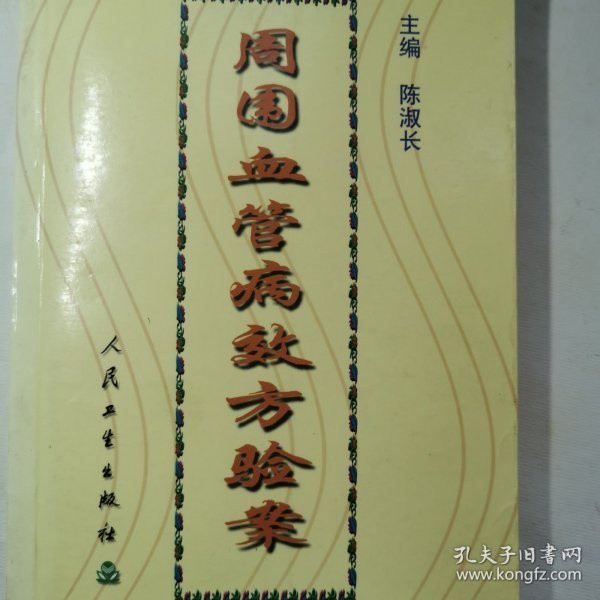 主编 陈淑长
周围血管病效方验案
人民卫生出版社
孔夫子旧书网
www.kongfz.com